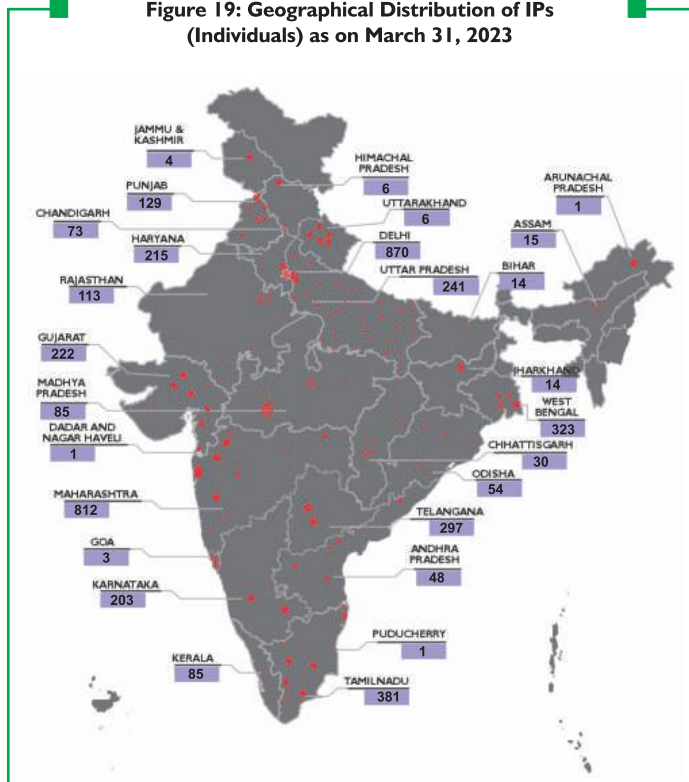 Figure 19: Geographical Distribution of IPs
(Individuals) as on March 31, 2023
JAMMU &
KASHMIR
4
HIMACHAL
PRADESH
6
ARUNACHAL
PRADESH
1
PUNJAB
129
UTTARAKHAND
6
CHANDIGARH
73
ASSAM
15
DELHI
870
HARYANA
215
UTTAR PRADESH
241
BIHAR
14
RAJASTHAN
113
GUJARAT
222
JHARKHAND
14
MADHYA
PRADESH
85
WEST
BENGAL
323
DADAR AND
NAGAR HAVELI
1
CHHATTISGARH
30
ODISHA
54
MAHARASHTRA
812
TELANGANA
297
GOA
3
ANDHRA
PRADESH
48
KARNATAKA
203
PUDUCHERRY
1
KERALA
85
TAMILNADU
381